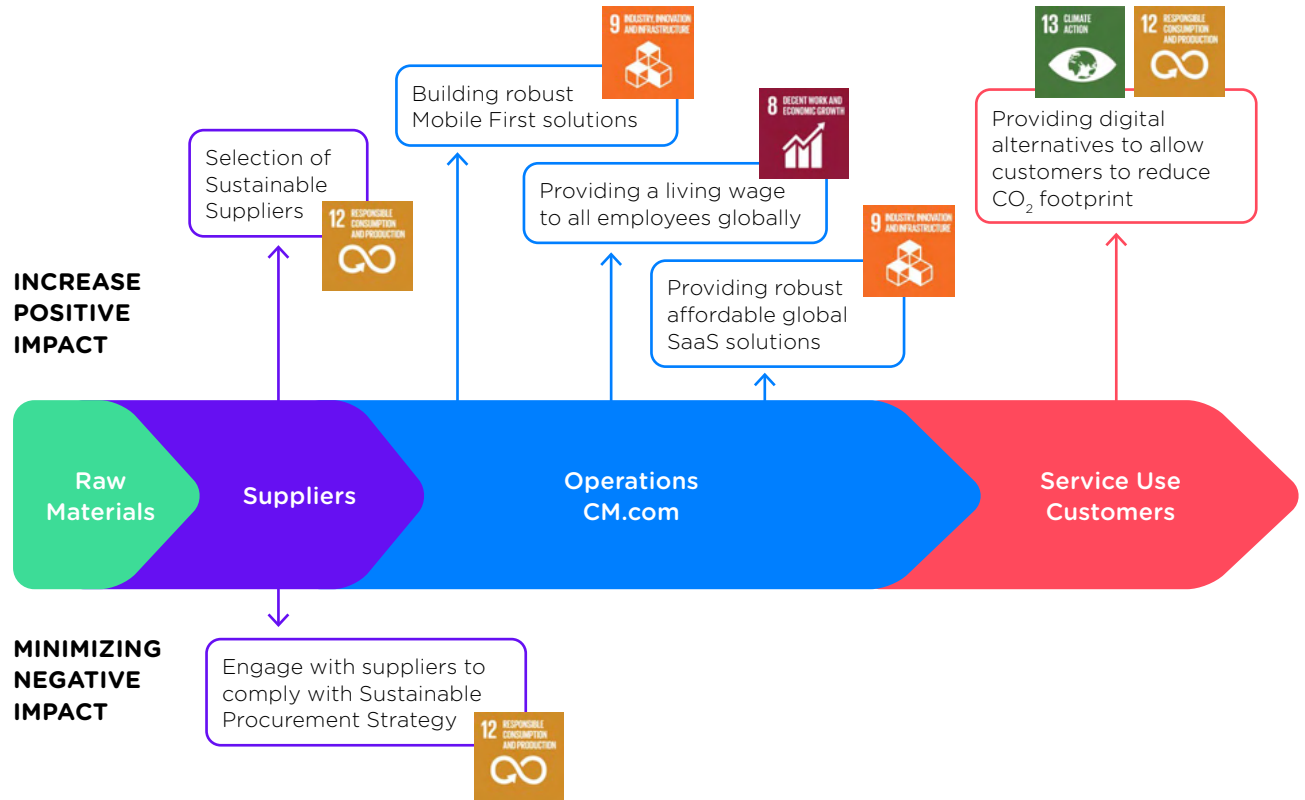 9 INDUSTRY, INNOVATION
AND INFRASTRUCTURE
13 CLIMATE
ACTION
12 RESPONSIBLE
CONSUMPTION
AND PRODUCTION
Building robust
Mobile First solutions
8 DECENT WORK AND
ECONOMIC GROWTH
Providing digital
alternatives to allow
customers to reduce
CO₂ footprint
Selection of
Sustainable
Suppliers
12 RESPONSIBLE
CONSUMPTION
AND PRODUCTION
Providing a living wage
to all employees globally
9 INDUSTRY, INNOVATION
AND INFRASTRUCTURE
INCREASE
POSITIVE
IMPACT
Providing robust
affordable global
SaaS solutions
Raw
Materials
Suppliers
Operations
CM.com
Service Use
Customers
MINIMIZING
NEGATIVE
IMPACT
Engage with suppliers to
comply with Sustainable
Procurement Strategy
12 RESPONSIBLE
CONSUMPTION
AND PRODUCTION